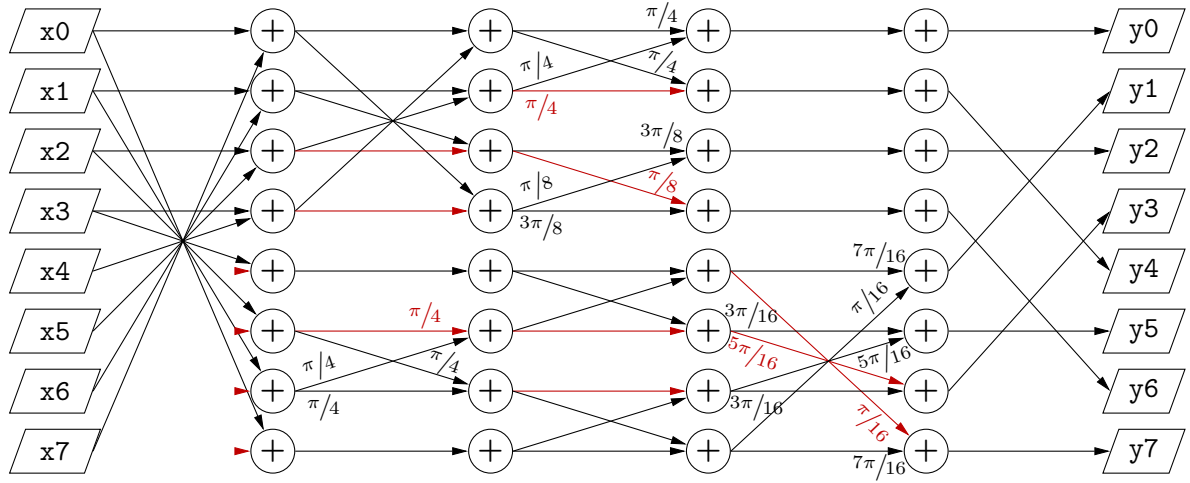 x0 + + π/4 + + y0
π/4 π/4
x1 + + π/4 + + y1
x2 + + 3π/8 + + y2
π/8 π/8
x3 + + 3π/8 + + y3
x4 + + + 7π/16 + y4
π/16
x5 + π/4 + + 3π/16 + y5
π/4 π/4 5π/16 5π/16
x6 + π/4 + + 3π/16 + y6
π/16
x7 + + + 7π/16 + y7